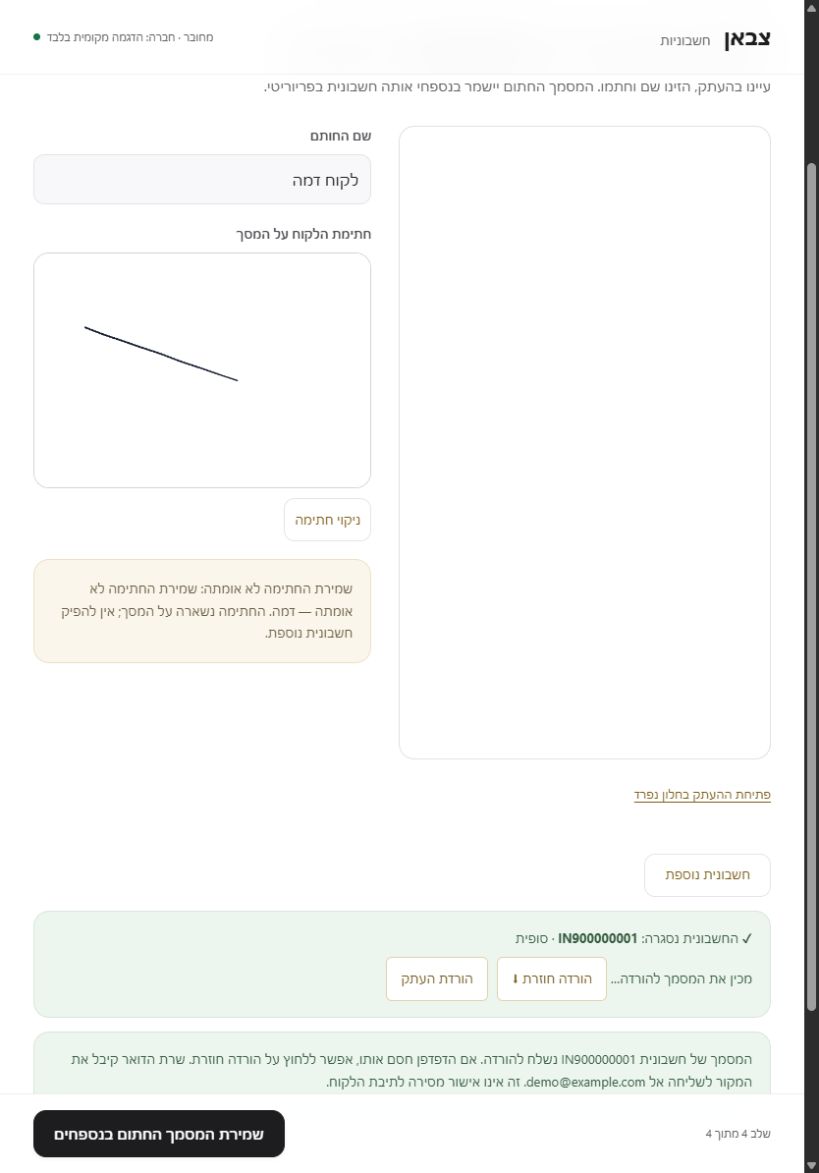 צבאן חשבוניות
מחובר · חברה: הדגמה מקומית בלבד
עיינו בהעתק, הזינו שם וחתמו. המסמך החתום יישמר בנספחי אותה חשבונית בפריוריטי.
שם החותם
לקוח דמה
חתימת הלקוח על המסך
ניקוי חתימה
שמירת החתימה לא אומתה: שמירת החתימה לא
אומתה — דמה. החתימה נשארה על המסך; אין להפיק
חשבונית נוספת.
פתיחת ההעתק בחלון נפרד
חשבונית נוספת
✓ החשבונית נסגרה: IN900000001 · סופית
מכין את המסמך להורדה... הורדה חוזרת ⬇ הורדת העתק
המסמך של חשבונית IN900000001 נשלח להורדה. אם הדפדפן חסם אותו, אפשר ללחוץ על הורדה חוזרת. שרת הדואר קיבל את
המקור לשליחה אל demo@example.com. זה אינו אישור מסירה לתיבת הלקוח.
שלב 4 מתוך 4
שמירת המסמך החתום בנספחים